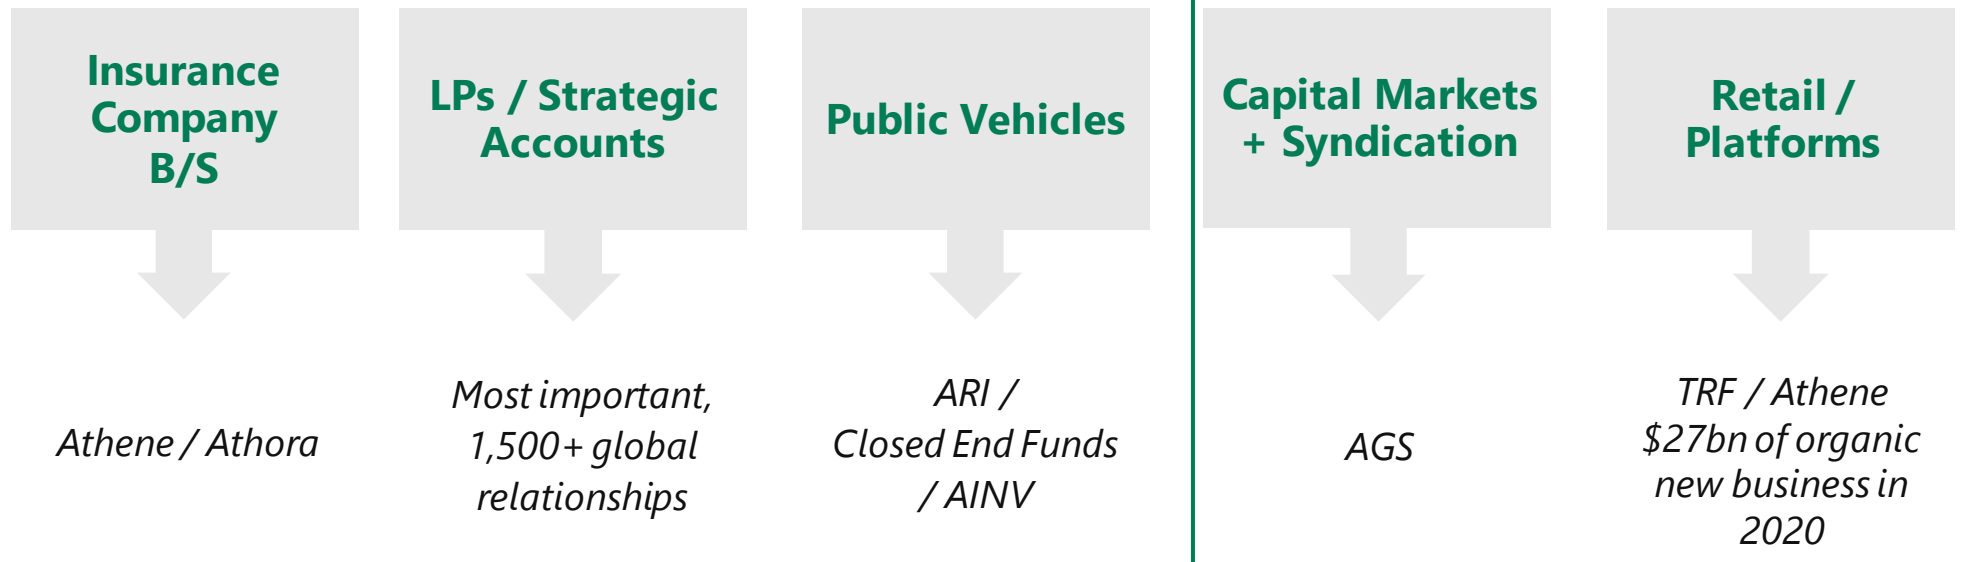 Insurance
Company
B/S
LPs / Strategic
Accounts
Public Vehicles
Capital Markets
+ Syndication
Retail /
Platforms
Athene / Athora
Most important,
1,500+ global
relationships
ARI /
Closed End Funds
/ AINV
AGS
TRF / Athene
$27bn of organic
new business in
2020